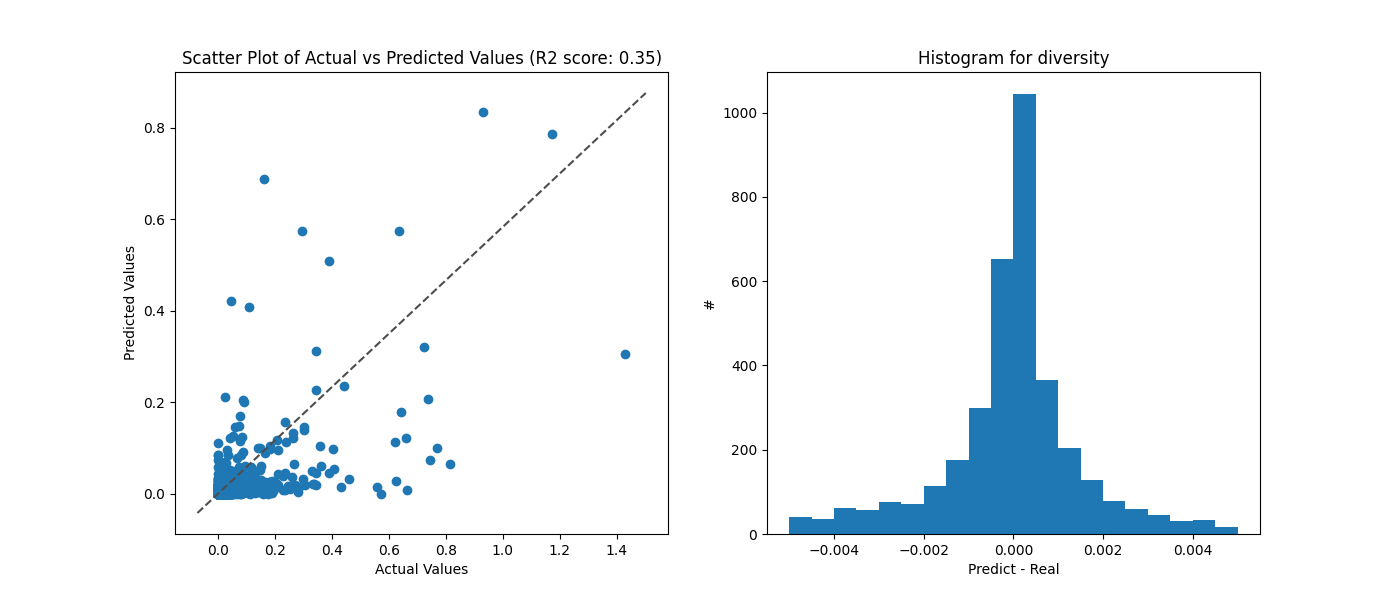 Scatter Plot of Actual vs Predicted Values (R2 score: 0.35)
Predicted Values
0.8
0.6
0.4
0.2
0.0
0.0 0.2 0.4 0.6 0.8 1.0 1.2 1.4
Actual Values
Histogram for diversity
#
1000
800
600
400
200
0
−0.004 −0.002 0.000 0.002 0.004
Predict - Real